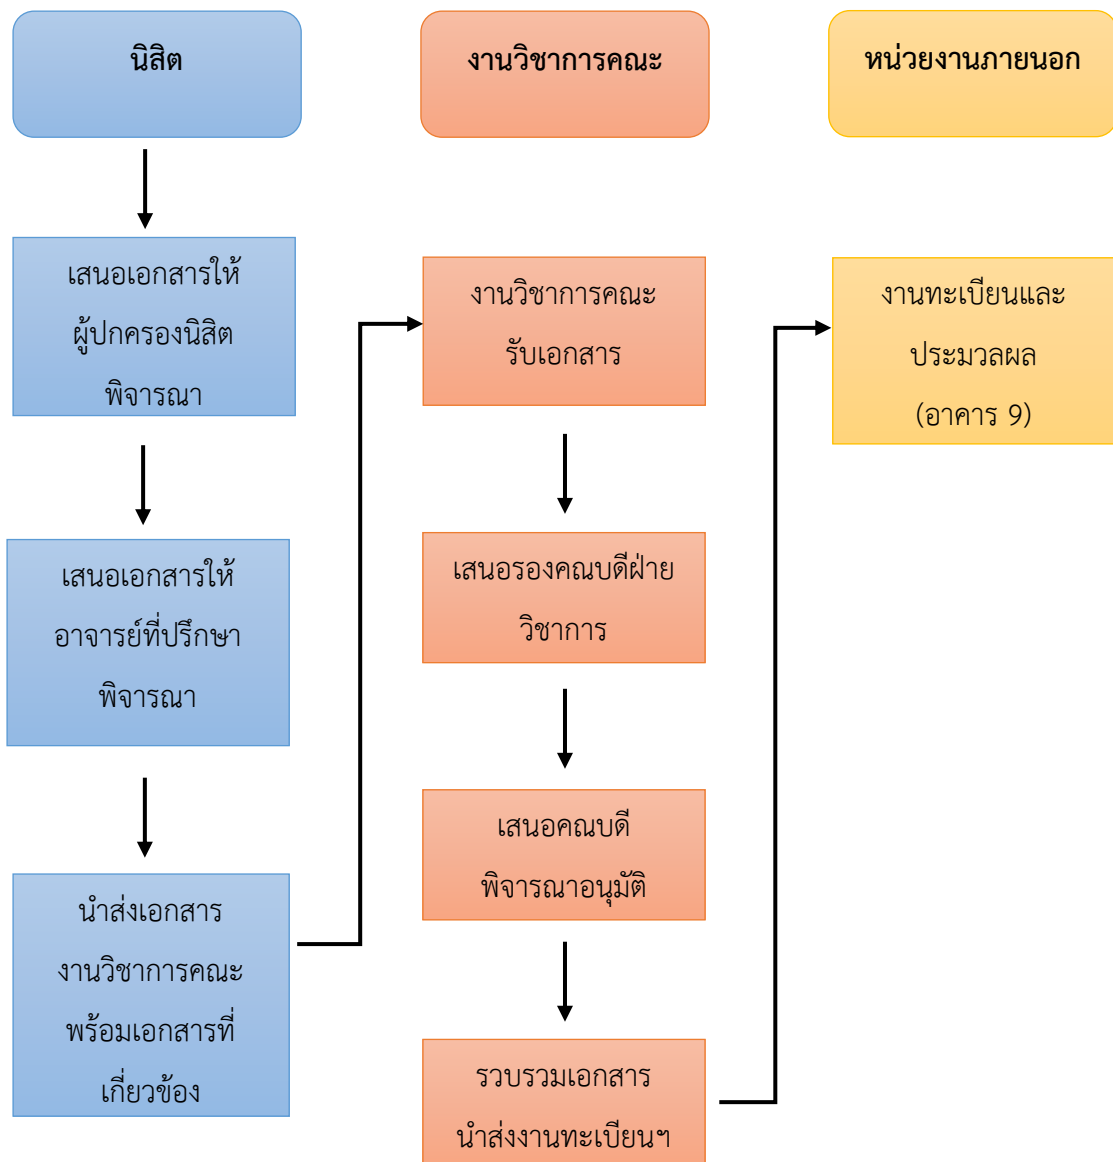 นิสิต
งานวิชาการคณะ
หน่วยงานภายนอก
เสนอเอกสารให้
ผู้ปกครองนิสิต
พิจารณา
เสนอเอกสารให้
อาจารย์ที่ปรึกษา
พิจารณา
นำส่งเอกสาร
งานวิชาการคณะ
พร้อมเอกสารที่
เกี่ยวข้อง
งานวิชาการคณะ
รับเอกสาร
เสนอรองคณบดีฝ่าย
วิชาการ
เสนอคณบดี
พิจารณาอนุมัติ
รวบรวมเอกสาร
นำส่งงานทะเบียนฯ
งานทะเบียนและ
ประมวลผล
(อาคาร 9)